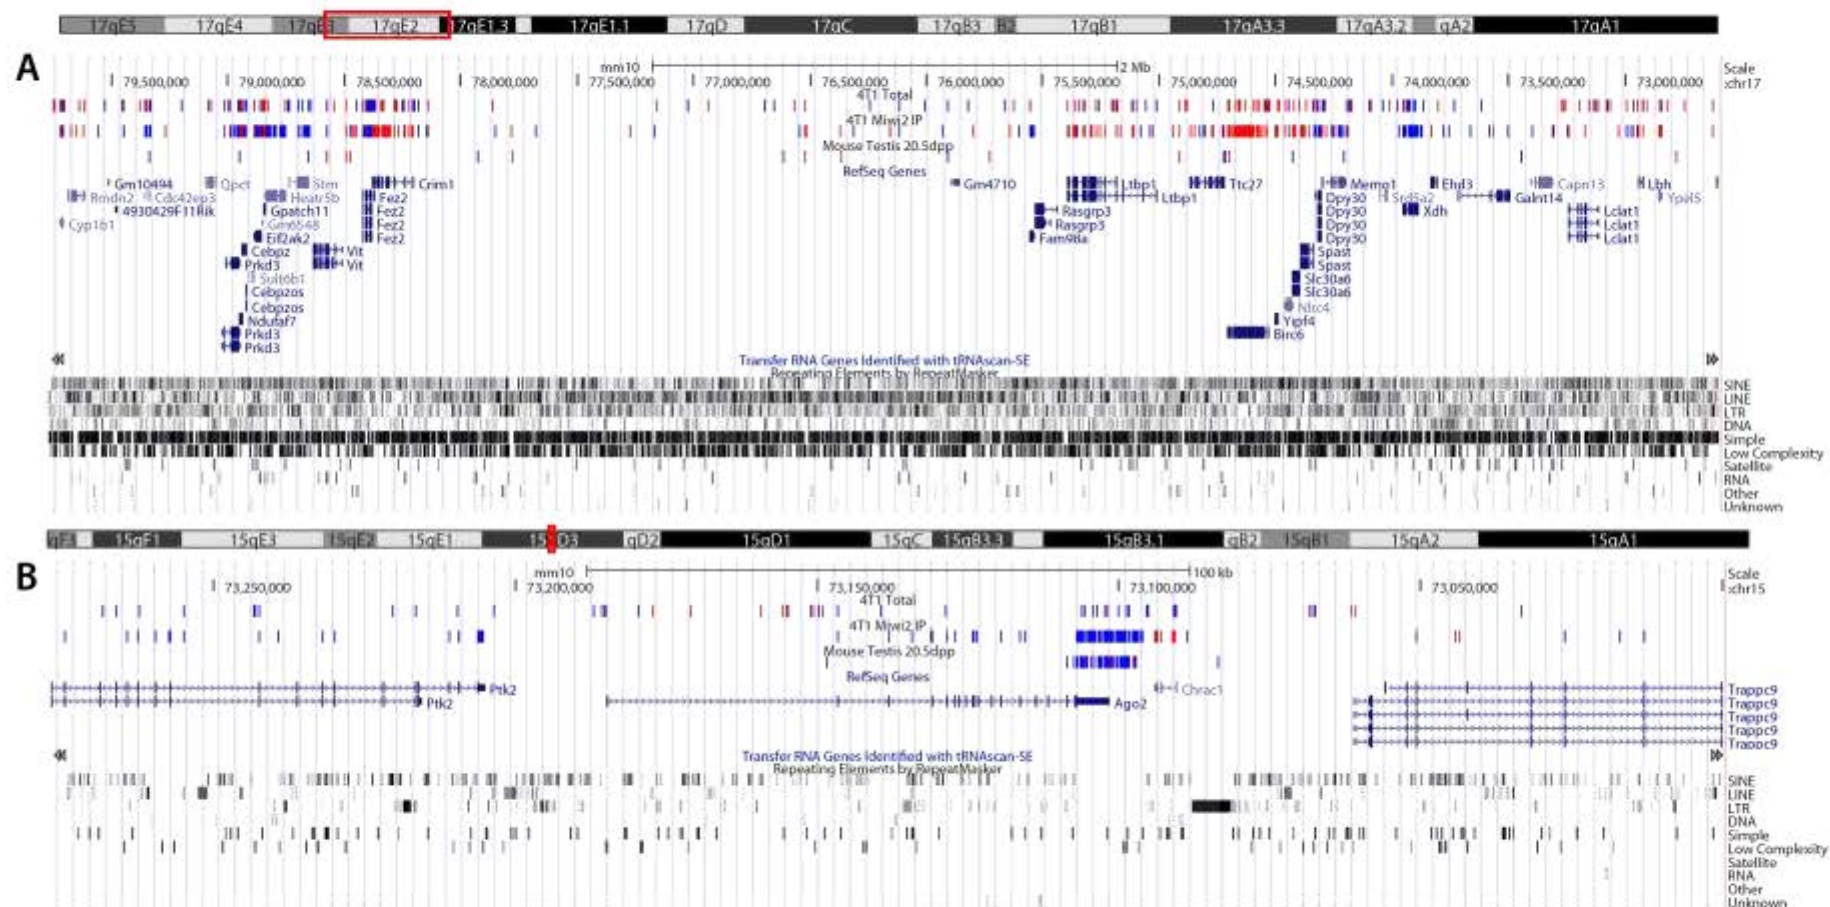 17qE5 17qE4 17qE3 17qE2 17qE1.3 17qE1.1 17qD 17qC 17qB3 B2 17qB1 17qA3.3 17qA3.2 qA2 17qA1
A
mm10 2 Mb Scale
79,500,000 79,000,000 78,500,000 78,000,000 77,500,000 77,000,000 76,500,000 76,000,000 75,500,000 75,000,000 74,500,000 74,000,000 73,500,000 73,000,000 chr17
4T1 Total
4T1 Miwi2 IP
Mouse Testis 20.5dpp
RefSeq Genes
Gm10494 Qpct Strn Crim1 Gm4710 Ltbp1 Ttc27 Memo1 Ehd3 Capn13 Lbh
Rmdn2 Cdc42ep3 Heatr5b Fez2 Ltbp1 Dpy30 Srd5a2 Galnt14 Ypel5
4930429F11Rik Gpatch11 Fez2 Rasgrp3 Dpy30 Xdh Lclat1
Cyp1b1 Gm6548 Fez2 Rasgrp3 Dpy30 Lclat1
Eif2ak2 Fez2 Fam98a Dpy30 Lclat1
Cebpz Vit Spast
Prkd3 Vit Spast
Sult6b1 Slc30a6
Cebpzos Slc30a6
Cebpzos Nlrc4
Ndufaf7 Yipf4
Prkd3 Birc6
Prkd3
Transfer RNA Genes Identified with tRNAscan-SE
Repeating Elements by RepeatMasker
SINE
LINE
LTR
DNA
Simple
Low Complexity
Satellite
RNA
Other
Unknown
15qF1 15qE3 15qE2 15qE1 D3 qD2 15qD1 15qC 15qB3.3 15qB3.1 qB2 15qB1 15qA2 15qA1
B
mm10 100 kb Scale
73,250,000 73,200,000 73,150,000 73,100,000 73,050,000 chr15
4T1 Total
4T1 Miwi2 IP
Mouse Testis 20.5dpp
RefSeq Genes
Ptk2 Chrac1 Trappc9
Ptk2 Ago2 Trappc9
Trappc9
Trappc9
Trappc9
Transfer RNA Genes Identified with tRNAscan-SE
Repeating Elements by RepeatMasker
SINE
LINE
LTR
DNA
Simple
Low Complexity
Satellite
RNA
Other
Unknown